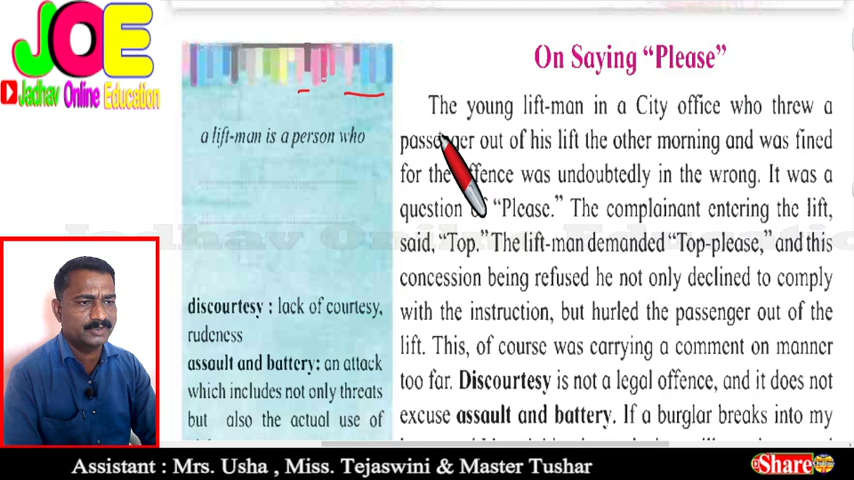 JOE
Jadhav Online Education
a lift-man is a person who
discourtesy : lack of courtesy,
rudeness
assault and battery: an attack
which includes not only threats
but also the actual use of
On Saying “Please”
The young lift-man in a City office who threw a
passenger out of his lift the other morning and was fined
for the offence was undoubtedly in the wrong. It was a
question of “Please.” The complainant entering the lift,
said, “Top.” The lift-man demanded “Top-please,” and this
concession being refused he not only declined to comply
with the instruction, but hurled the passenger out of the
lift. This, of course was carrying a comment on manner
too far. Discourtesy is not a legal offence, and it does not
excuse assault and battery. If a burglar breaks into my
Jadhav Online Education
Assistant : Mrs. Usha , Miss. Tejaswini & Master Tushar
Share